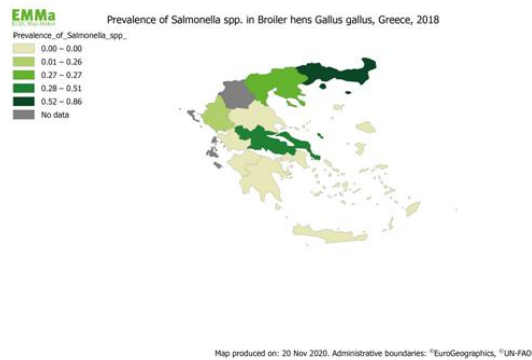 EMMa
ECDC Map Maker
Prevalence of Salmonella spp. in Broiler hens Gallus gallus, Greece, 2018
Prevalence_of_Salmonella_spp_
0.00 – 0.00
0.01 – 0.26
0.27 – 0.27
0.28 – 0.51
0.52 – 0.86
No data
Map produced on: 20 Nov 2020. Administrative boundaries: ©EuroGeographics, ©UN-FAO